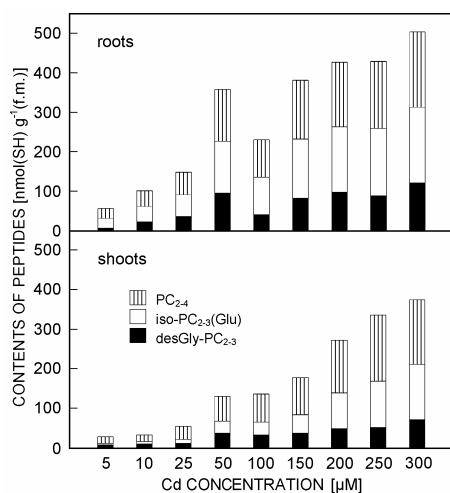 CONTENTS OF PEPTIDES [nmol(SH) g⁻¹(f.m.)]
500
roots
400
300
200
100
0
500
shoots
400
PC₂₋₄
300
iso-PC₂₋₃(Glu)
200
desGly-PC₂₋₃
100
0
5 10 25 50 100 150 200 250 300
Cd CONCENTRATION [µM]